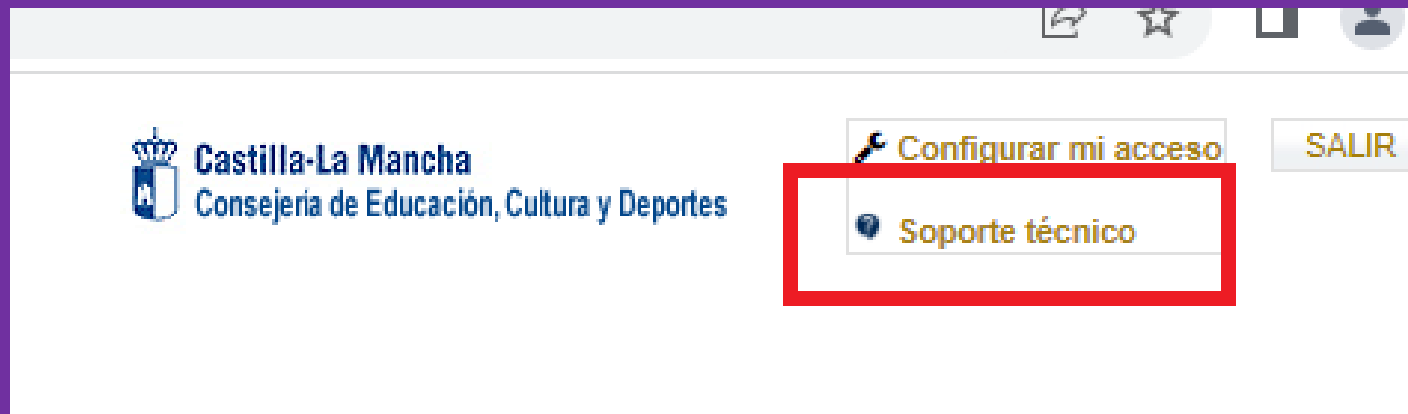 Castilla-La Mancha
Consejería de Educación, Cultura y Deportes
Configurar mi acceso
Soporte técnico
SALIR